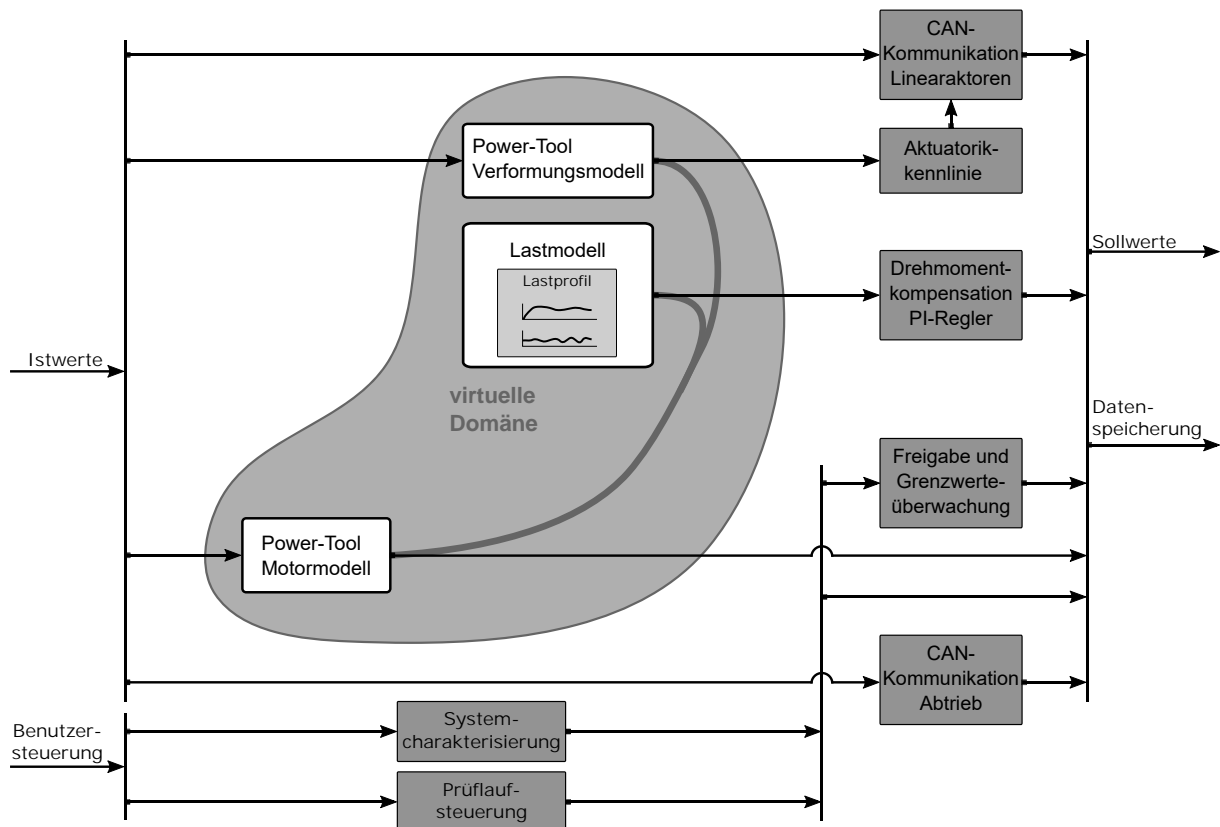 CAN-
Kommunikation
Linearaktoren
Power-Tool
Verformungsmodell
Aktuatorik-
kennlinie
Lastmodell
Lastprofil
Drehmoment-
kompensation
PI-Regler
Sollwerte
Istwerte
virtuelle
Domäne
Daten-
speicherung
Freigabe und
Grenzwerte-
überwachung
Power-Tool
Motormodell
CAN-
Kommunikation
Abtrieb
Benutzer-
steuerung
System-
charakterisierung
Prüflauf-
steuerung